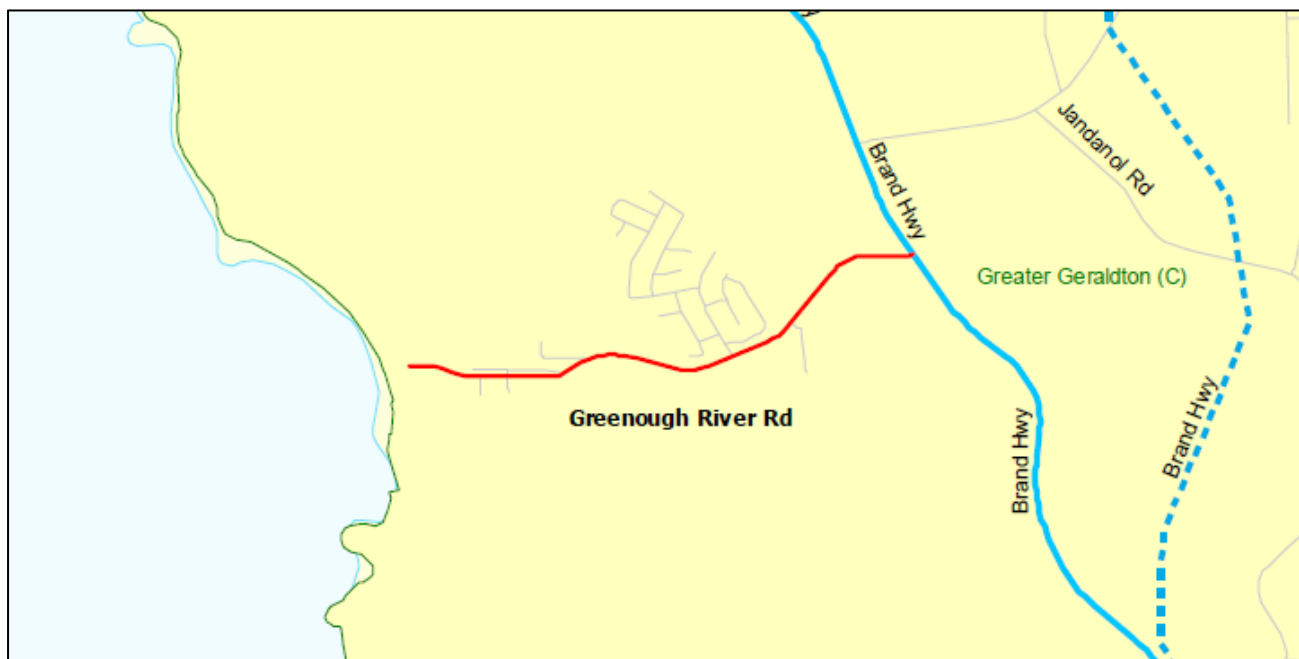 Brand Hwy
Jandanol Rd
Greater Geraldton (C)
Greenough River Rd
Brand Hwy
Brand Hwy